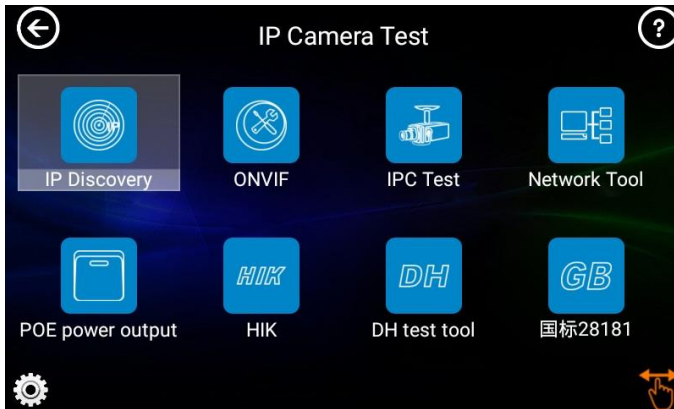 IP Camera Test
?
IP
IP Discovery
ONVIF
IPC Test
Network Tool
POE power output
HIK
HIK
DH
DH test tool
GB
国标28181